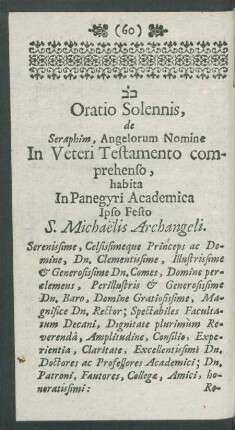 (60)
כב
Oratio Solennis,
de
Seraphim, Angelorum Nomine
In Veteri Testamento com-
prehenso,
habita
In Panegyri Academica
Ipso Festo
S. Michaëlis Archangeli.
Serenissime, Celsissimeque Princeps ac Do-
mine, Dn. Clementissime, Illustrissime
& Generosissime Dn. Comes, Domine per-
clemens, Perillustris & Generosissime
Dn. Baro, Domine Gratiosissime, Ma-
gnifice Dn. Rector; Spectabiles Faculta-
tum Decani, Dignitate plurimum Re-
verendâ, Amplitudine, Consilio, Expe-
rientia, Claritate, Excellentissimi Dn.
Doctores ac Professores Academici; Dn.
Patroni, Fautores, Collegæ, Amici, ho-
noratissimi:
Re-